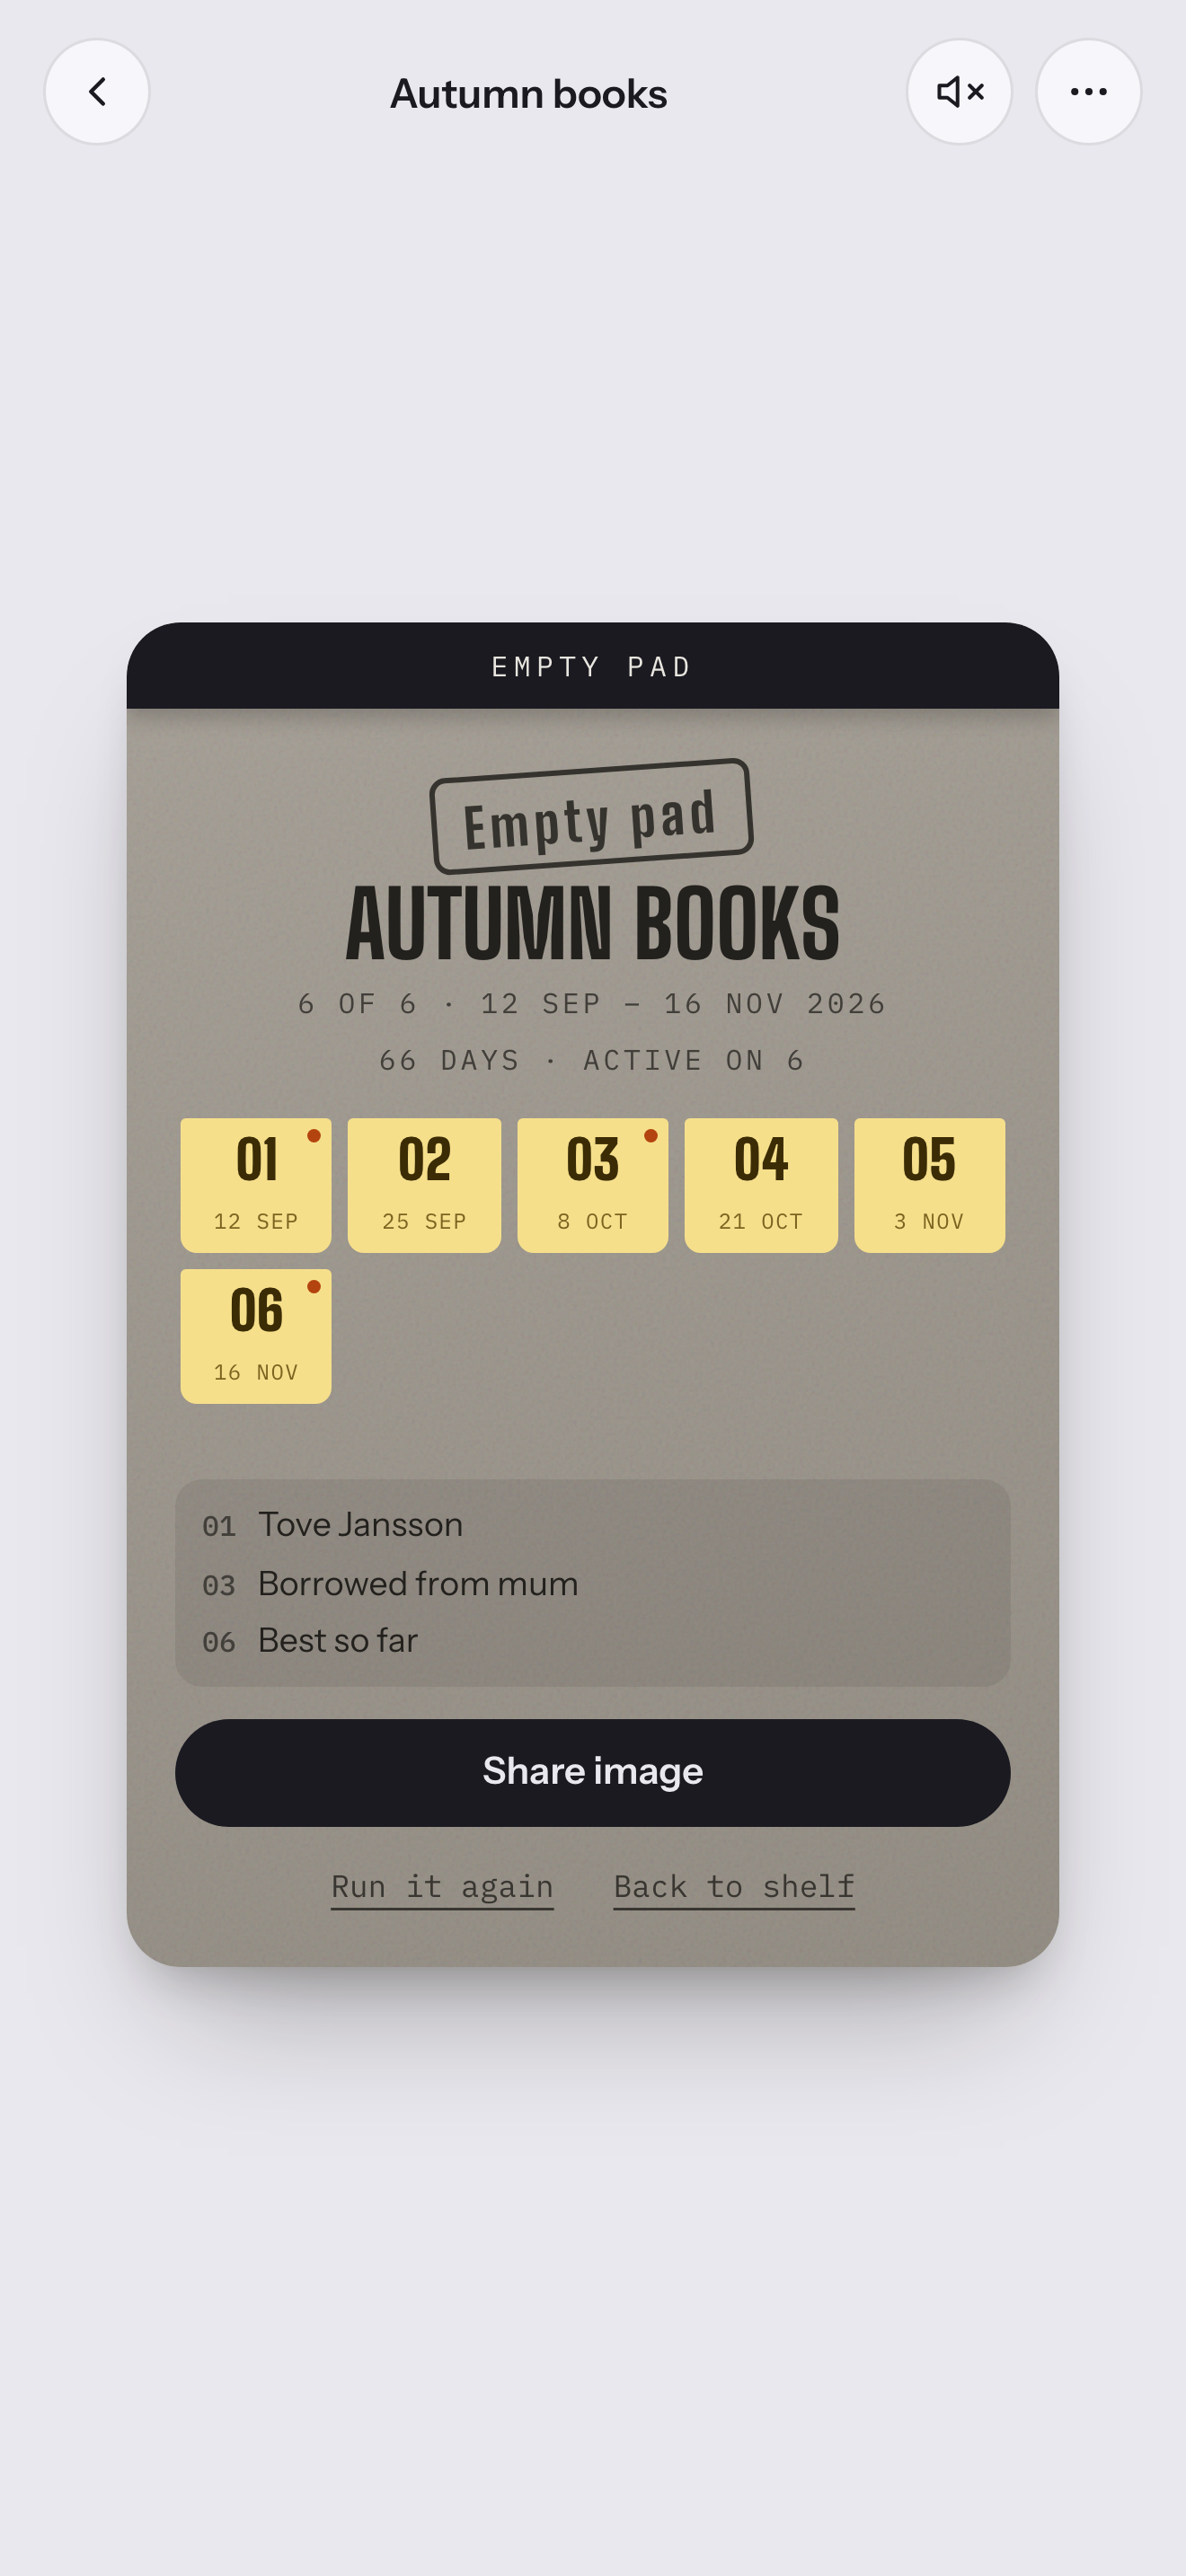 Autumn books
EMPTY PAD
Empty pad
AUTUMN BOOKS
6 OF 6 · 12 SEP – 16 NOV 2026
66 DAYS · ACTIVE ON 6
01 02 03 04 05
12 SEP 25 SEP 8 OCT 21 OCT 3 NOV
06
16 NOV
01 Tove Jansson
03 Borrowed from mum
06 Best so far
Share image
Run it again Back to shelf